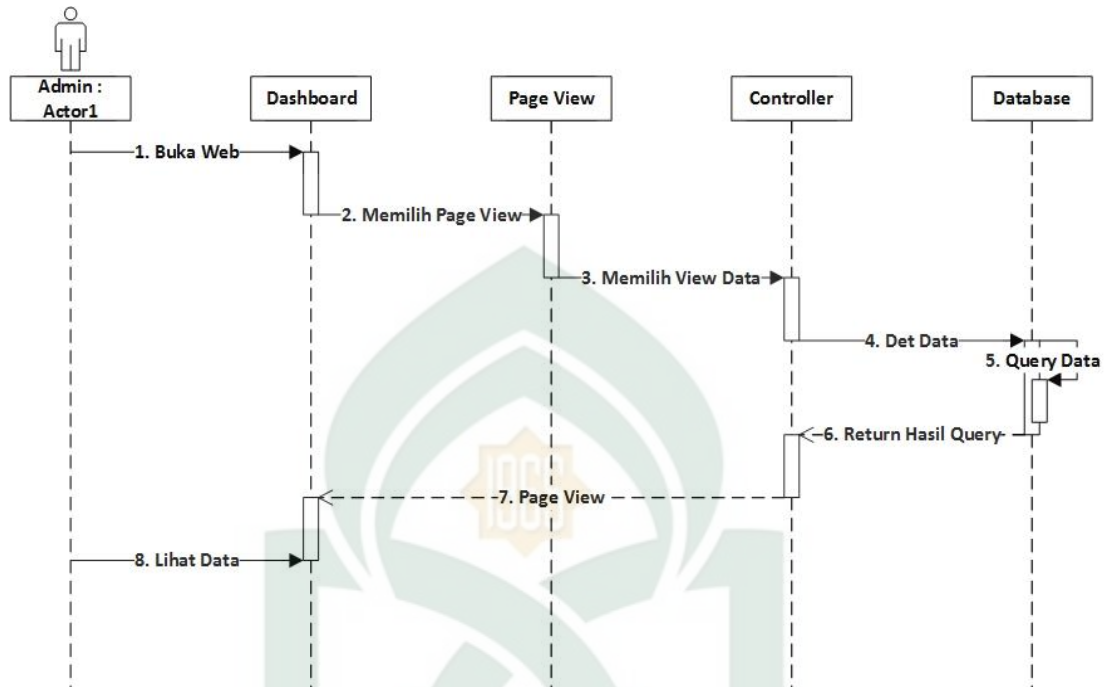 Admin :
Actor1
Dashboard
Page View
Controller
Database
1. Buka Web
2. Memilih Page View
3. Memilih View Data
4. Det Data
5. Query Data
6. Return Hasil Query
7. Page View
8. Lihat Data